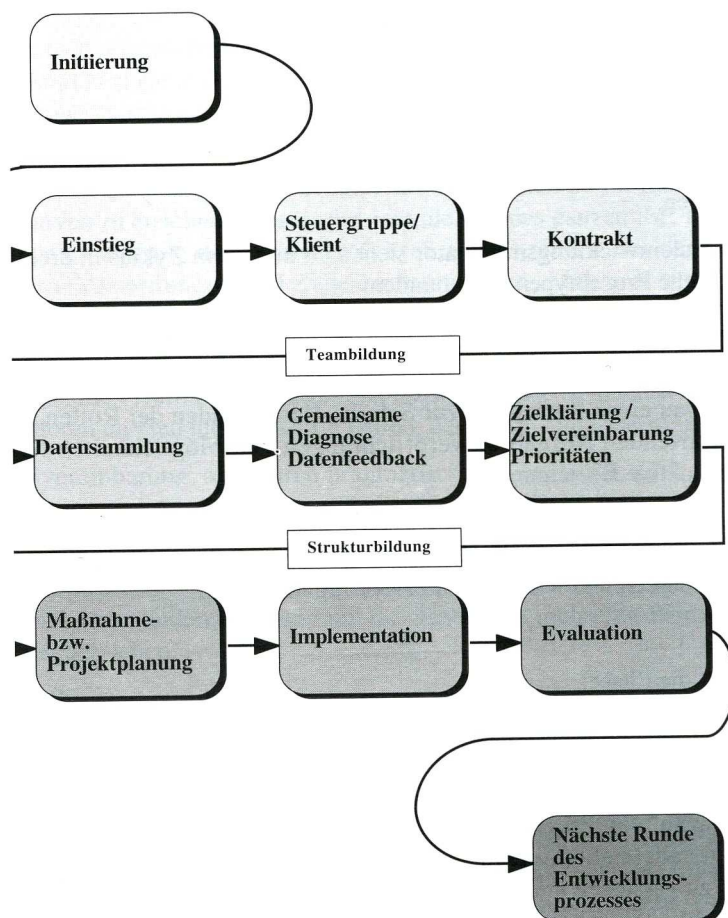 Initiierung
Einstieg
Steuergruppe/
Klient
Kontrakt
Teambildung
Datensammlung
Gemeinsame
Diagnose
Datenfeedback
Zielklärung /
Zielvereinbarung
Prioritäten
Strukturbildung
Maßnahme-
bzw.
Projektplanung
Implementation
Evaluation
Nächste Runde
des
Entwicklungs-
prozesses